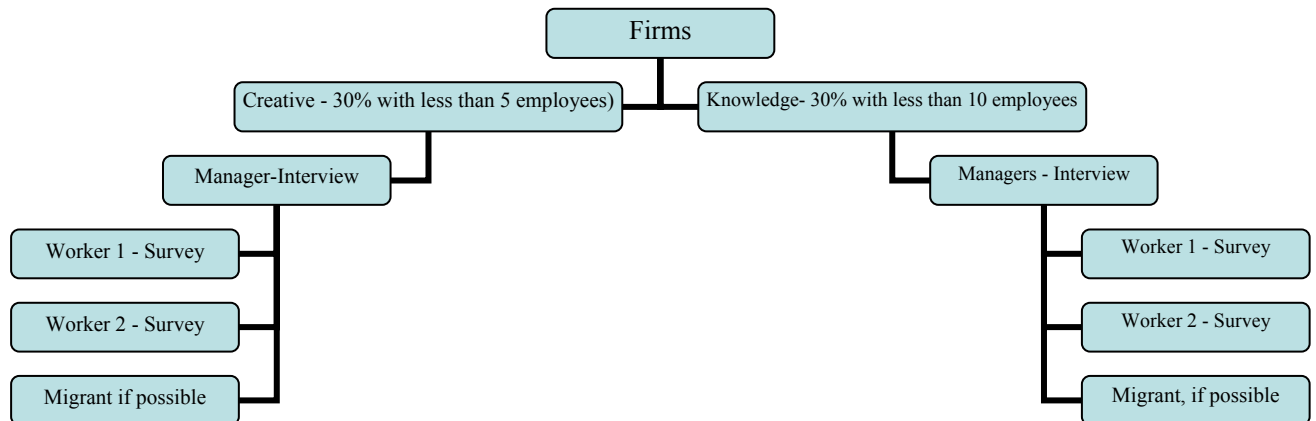 Firms
Creative - 30% with less than 5 employees)
Knowledge- 30% with less than 10 employees
Manager-Interview
Managers - Interview
Worker 1 - Survey
Worker 1 - Survey
Worker 2 - Survey
Worker 2 - Survey
Migrant if possible
Migrant, if possible